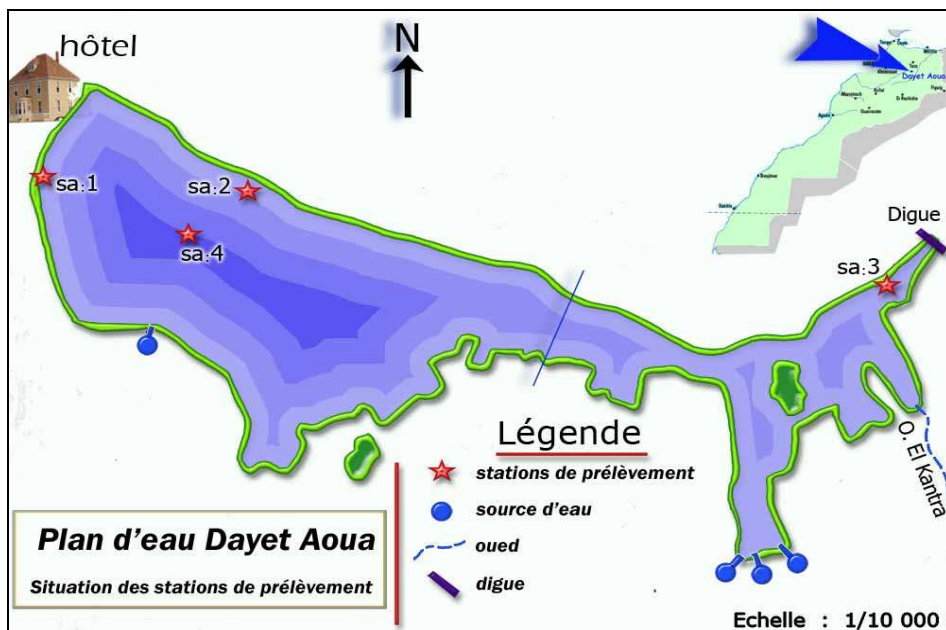 hôtel
N
Dayet Aoua
Agadir
Digue
sa:1
sa:2
sa:3
sa:4
O. El Kantra
Légende
stations de prélèvement
source d'eau
oued
digue
Plan d'eau Dayet Aoua
Situation des stations de prélèvement
Echelle : 1/10 000